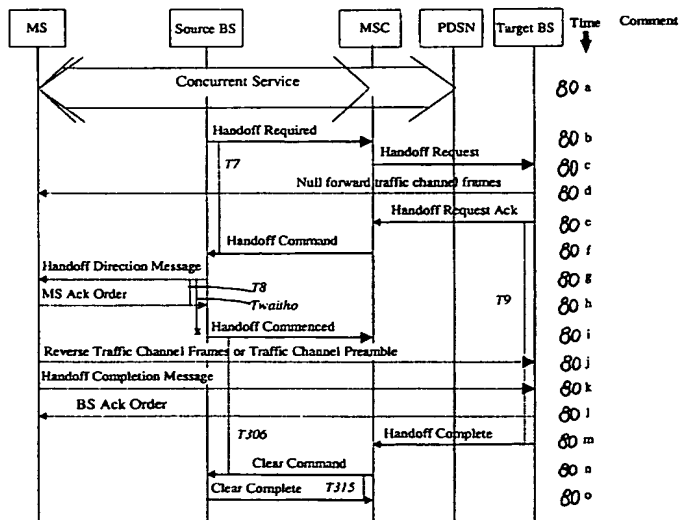 MS Source BS MSC PDSN Target BS Time Comment
Concurrent Service 80 a
Handoff Required 80 b
T7 Handoff Request 80 c
Null forward traffic channel frames 80 d
Handoff Request Ack 80 e
Handoff Command 80 f
Handoff Direction Message 80 g
T8
MS Ack Order Twaitho T9 80 h
Handoff Commenced 80 i
x
Reverse Traffic Channel Frames or Traffic Channel Preamble 80 j
Handoff Completion Message 80 k
BS Ack Order 80 l
T306 Handoff Complete 80 m
Clear Command 80 n
Clear Complete T315 80 o